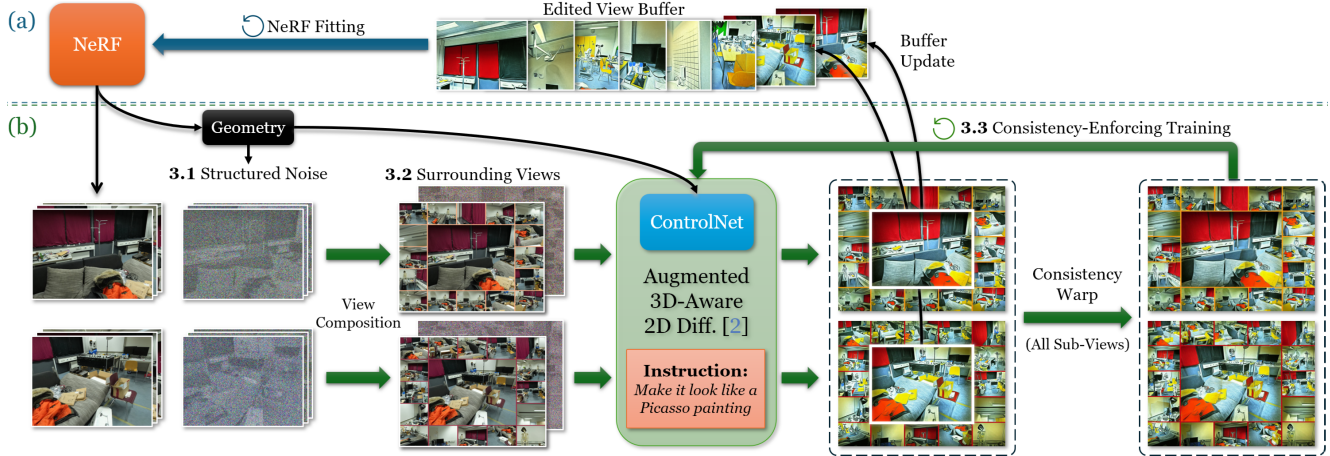 (a)
NeRF
NeRF Fitting
Edited View Buffer
Buffer
Update
(b)
Geometry
3.1 Structured Noise
3.2 Surrounding Views
3.3 Consistency-Enforcing Training
View
Composition
ControlNet
Augmented
3D-Aware
2D Diff. [2]
Instruction:
Make it look like a
Picasso painting
Consistency
Warp
(All Sub-Views)